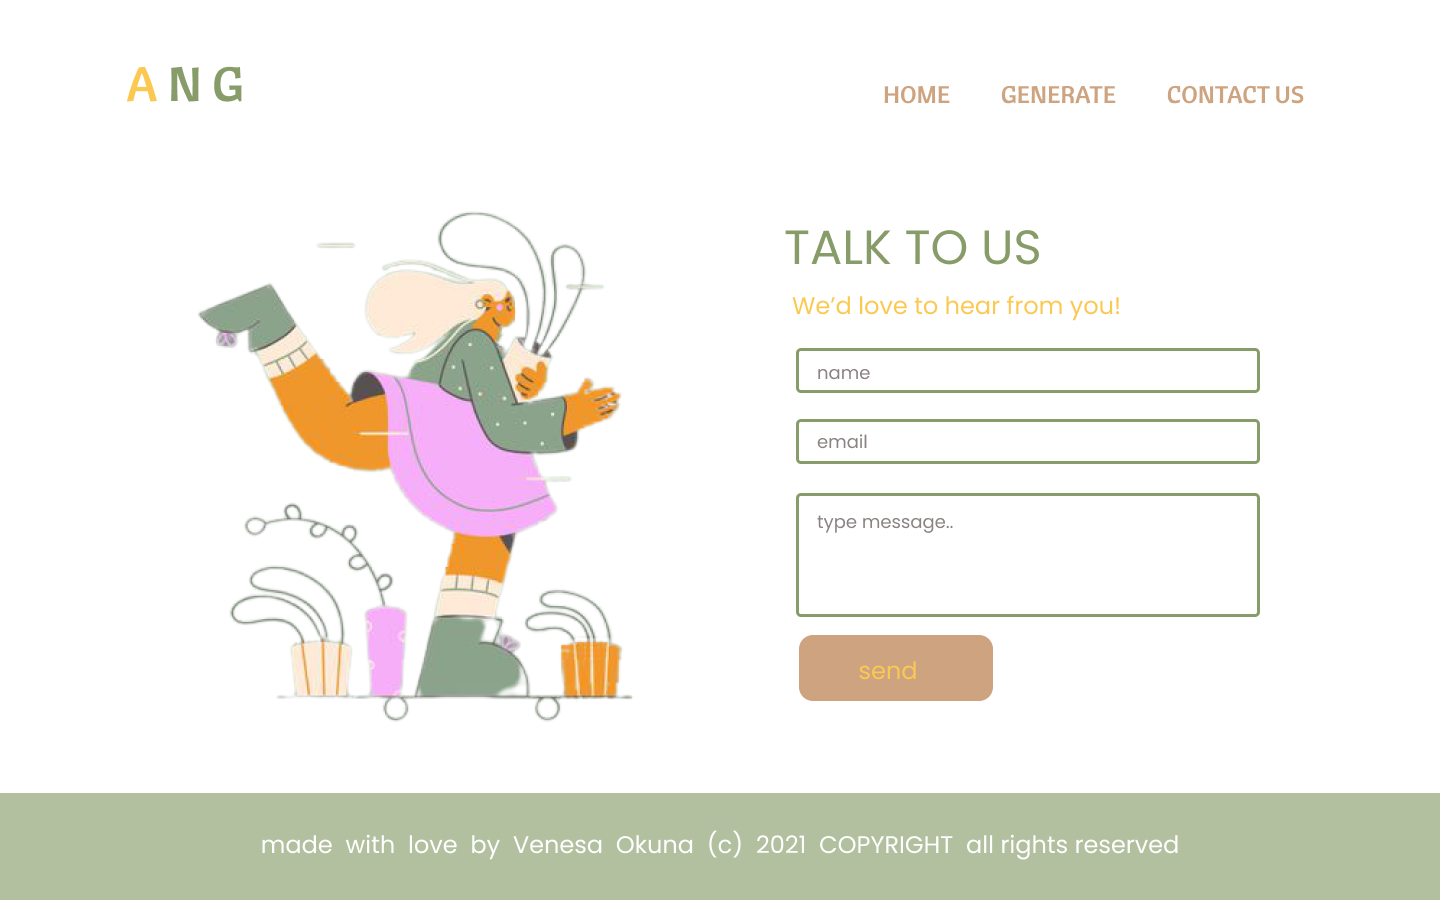 A N G
HOME GENERATE CONTACT US
TALK TO US
We’d love to hear from you!
name
email
type message..
send
made with love by Venesa Okuna (c) 2021 COPYRIGHT all rights reserved